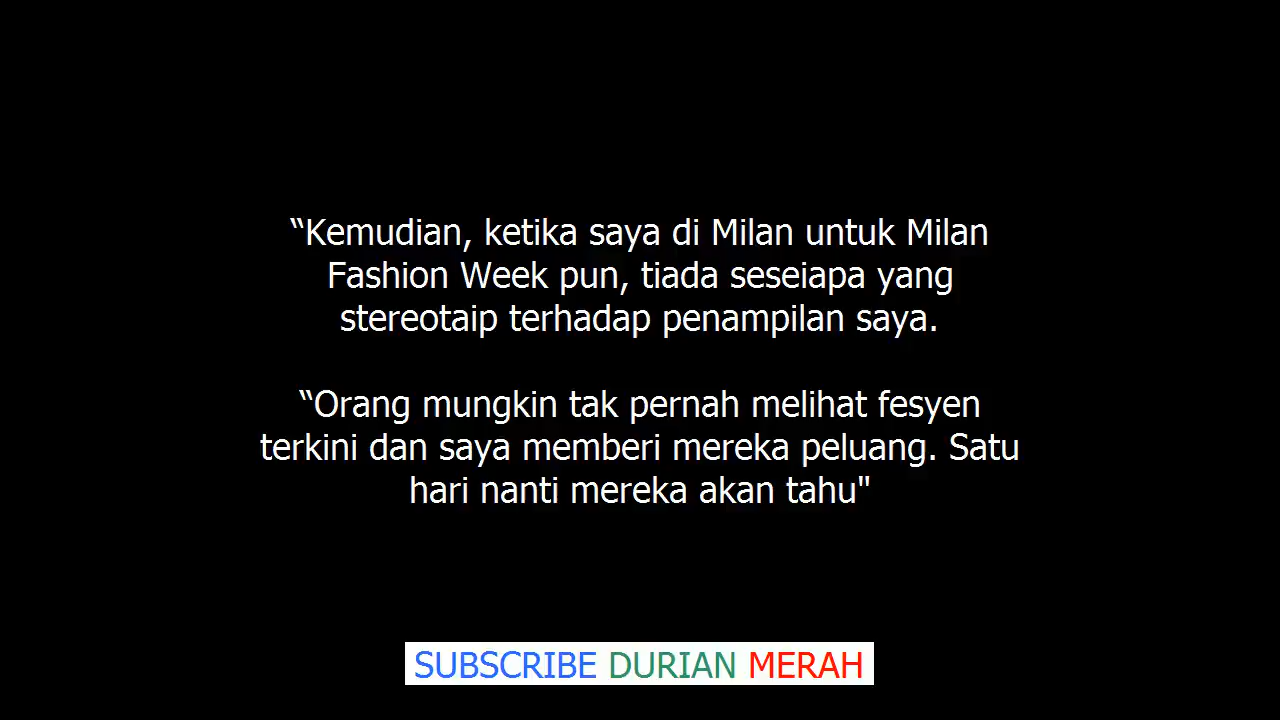 “Kemudian, ketika saya di Milan untuk Milan
Fashion Week pun, tiada seseiapa yang
stereotaip terhadap penampilan saya.
“Orang mungkin tak pernah melihat fesyen
terkini dan saya memberi mereka peluang. Satu
hari nanti mereka akan tahu"
SUBSCRIBE DURIAN MERAH